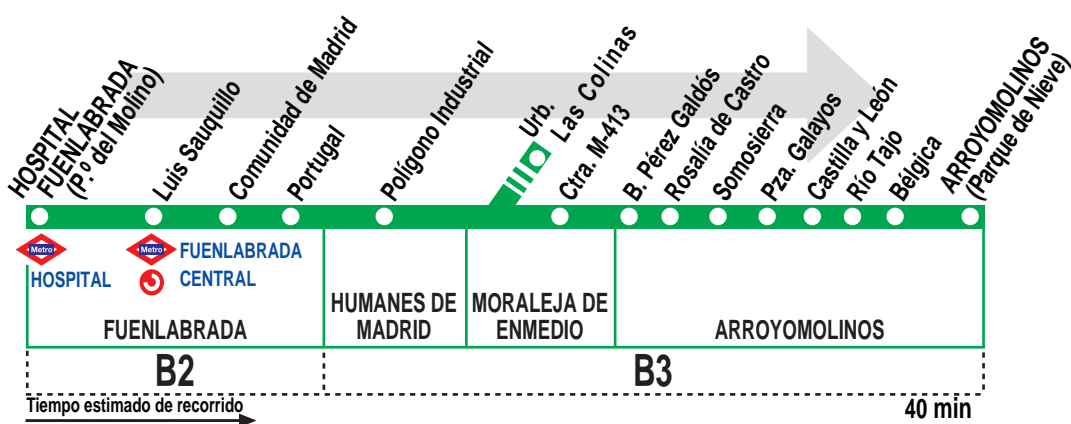 HOSPITAL
FUENLABRADA
(P.º del Molino)
Luis Sauquillo
Comunidad de Madrid
Portugal
Polígono Industrial
Urb.
Las Colinas
Ctra. M-413
B. Pérez Galdós
Rosalía de Castro
Somosierra
Pza. Galayos
Castilla y León
Río Tajo
Bélgica
ARROYOMOLINOS
(Parque de Nieve)
Metro
HOSPITAL
Metro
FUENLABRADA
CENTRAL
FUENLABRADA
HUMANES DE
MADRID
MORALEJA DE
ENMEDIO
ARROYOMOLINOS
B2
B3
Tiempo estimado de recorrido
40 min